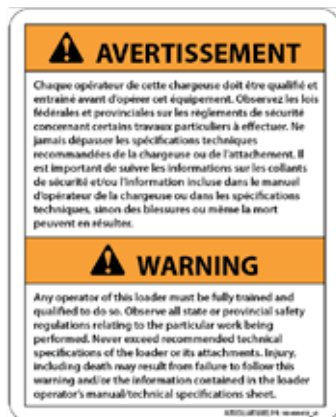 AVERTISSEMENT
Chaque opérateur de cette chargeuse doit être qualifié et
entrainé avant d'opérer cet équipement. Observez les lois
fédérales et provinciales sur les règlements de sécurité
concernant certains travaux particuliers à effectuer. Ne
jamais dépasser les spécifications techniques
recommandées de la chargeuse ou de l'attachement. Il
est important de suivre les informations sur les collants
de sécurité et/ou l'information incluse dans le manuel
d'opérateur de la chargeuse ou dans les spécifications
techniques, sinon des blessures ou même la mort
peuvent en résulter.
WARNING
Any operator of this loader must be fully trained and
qualified to do so. Observe all state or provincial safety
regulations relating to the particular work being
performed. Never exceed recommended technical
specifications of the loader or its attachments. Injury,
including death may result from failure to follow this
warning and/or the information contained in the loader
operator's manual/technical specifications sheet.